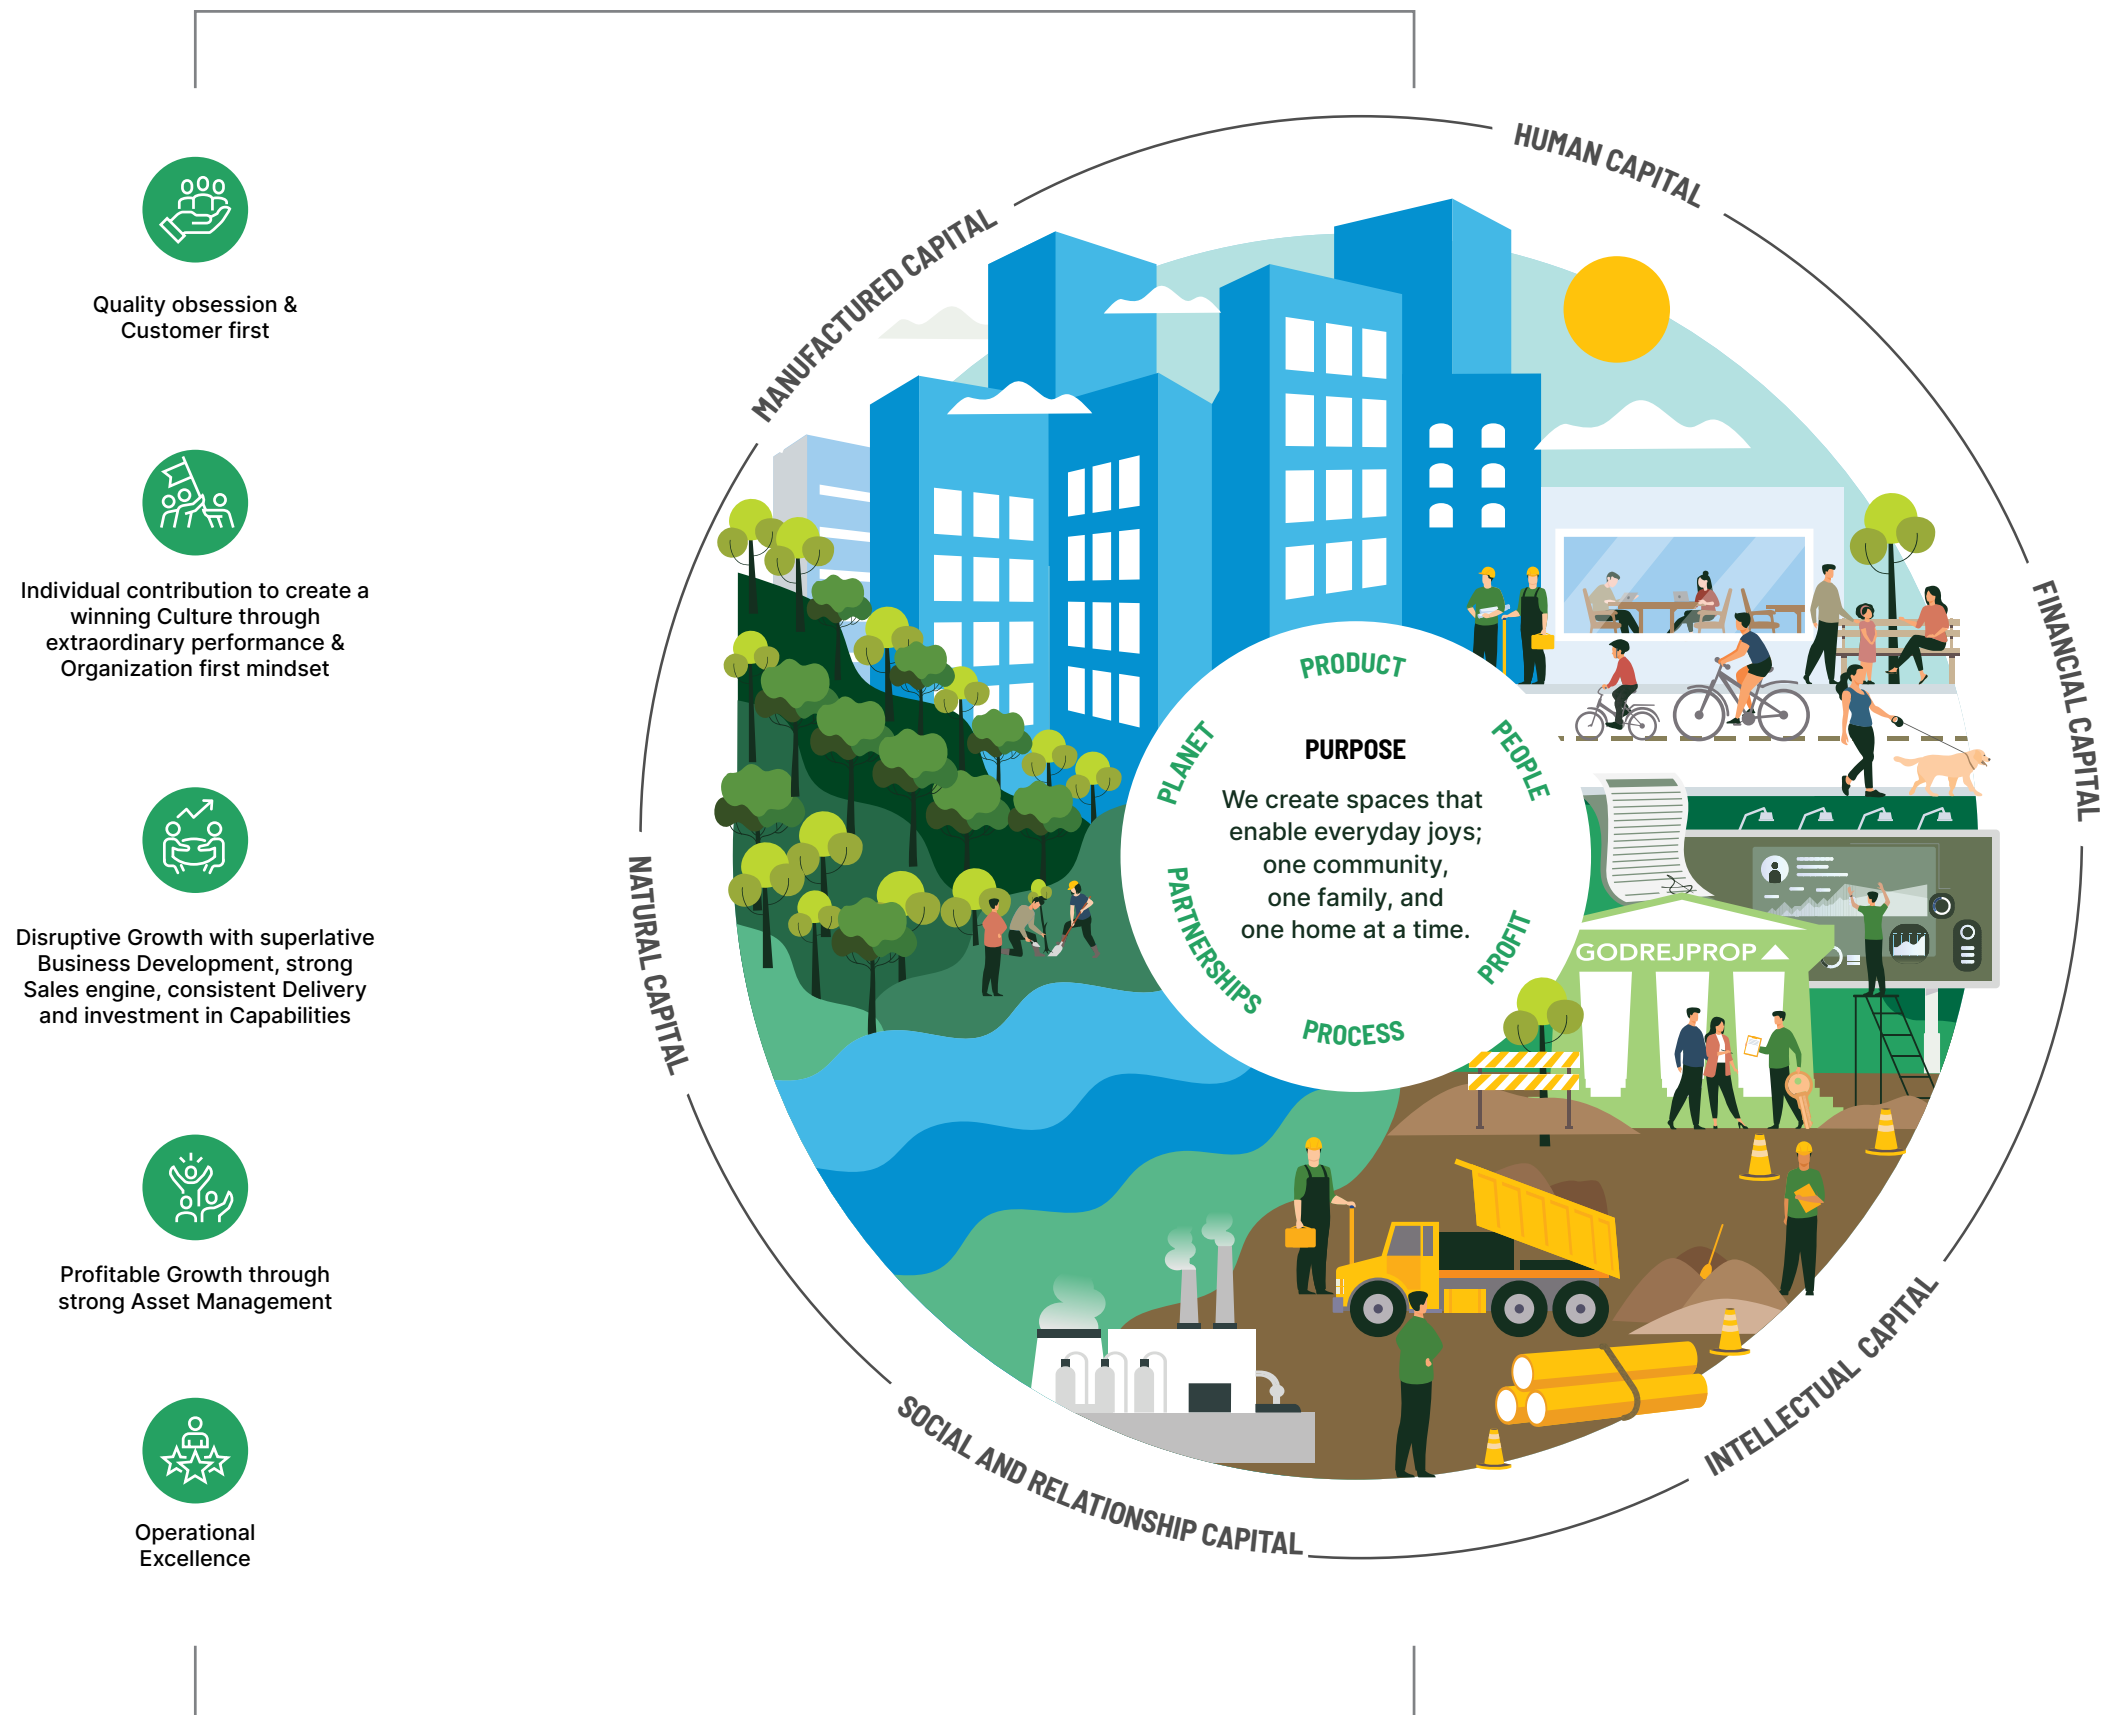 Quality obsession &
Customer first
Individual contribution to create a
winning Culture through
extraordinary performance &
Organization first mindset
Disruptive Growth with superlative
Business Development, strong
Sales engine, consistent Delivery
and investment in Capabilities
Profitable Growth through
strong Asset Management
Operational
Excellence
MANUFACTURED CAPITAL
HUMAN CAPITAL
FINANCIAL CAPITAL
INTELLECTUAL CAPITAL
SOCIAL AND RELATIONSHIP CAPITAL
NATURAL CAPITAL
PRODUCT
PEOPLE
PROFIT
PROCESS
PARTNERSHIPS
PLANET
PURPOSE
We create spaces that
enable everyday joys;
one community,
one family, and
one home at a time.
GODREJPROP